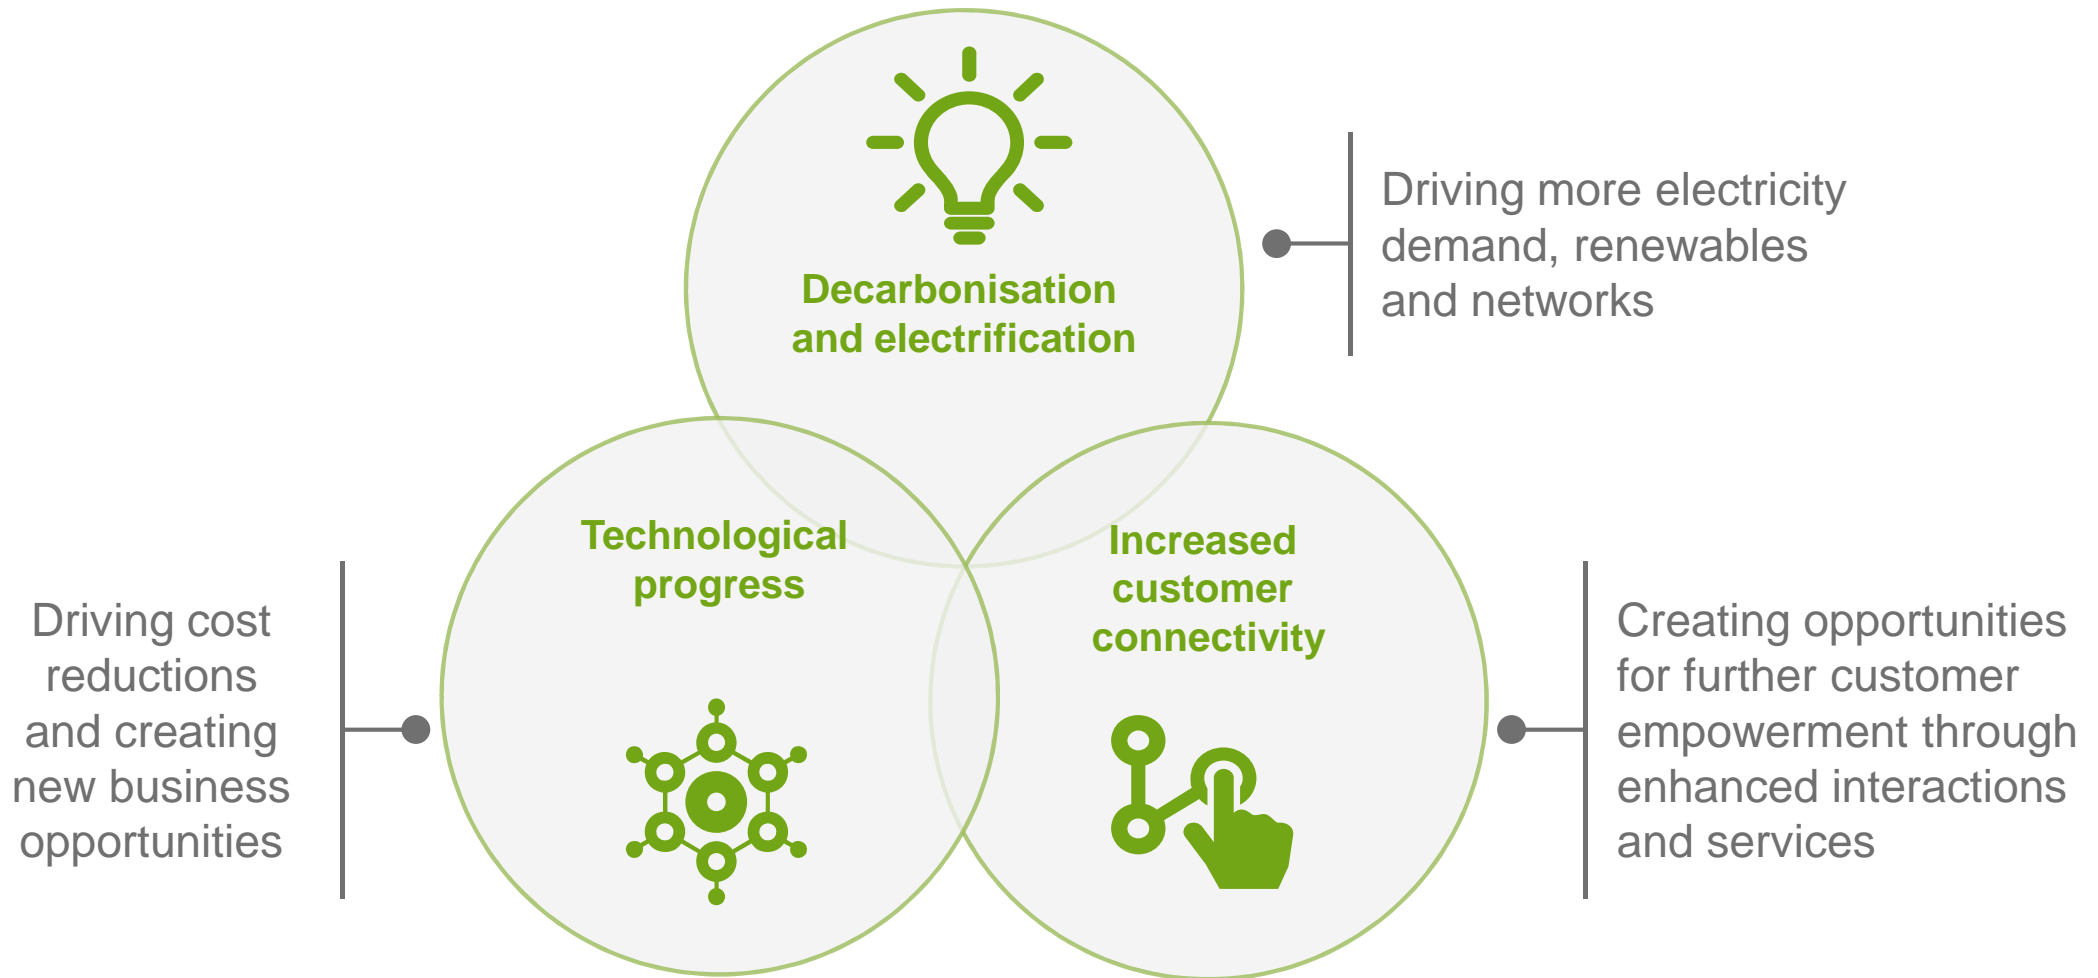 Decarbonisation
and electrification
Driving more electricity
demand, renewables
and networks
Technological
progress
Driving cost
reductions
and creating
new business
opportunities
Increased
customer
connectivity
Creating opportunities
for further customer
empowerment through
enhanced interactions
and services